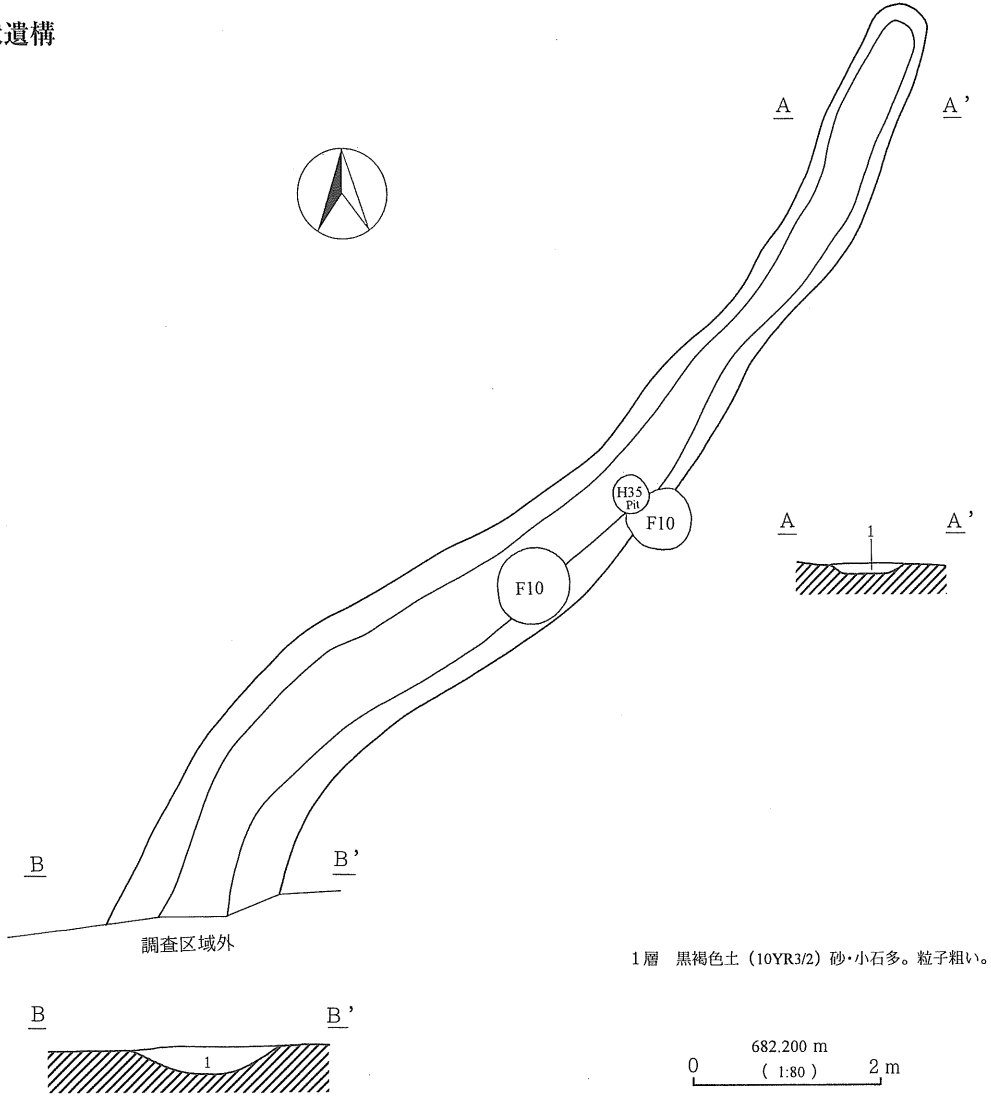 遺構
A A’
H35
Pit
F10
F10
A A’
1
B B’
調査区域外
1層 黒褐色土（10YR3/2）砂・小石多。粒子粗い。
B B’
1
682.200 m
0 （ 1:80 ） 2 m